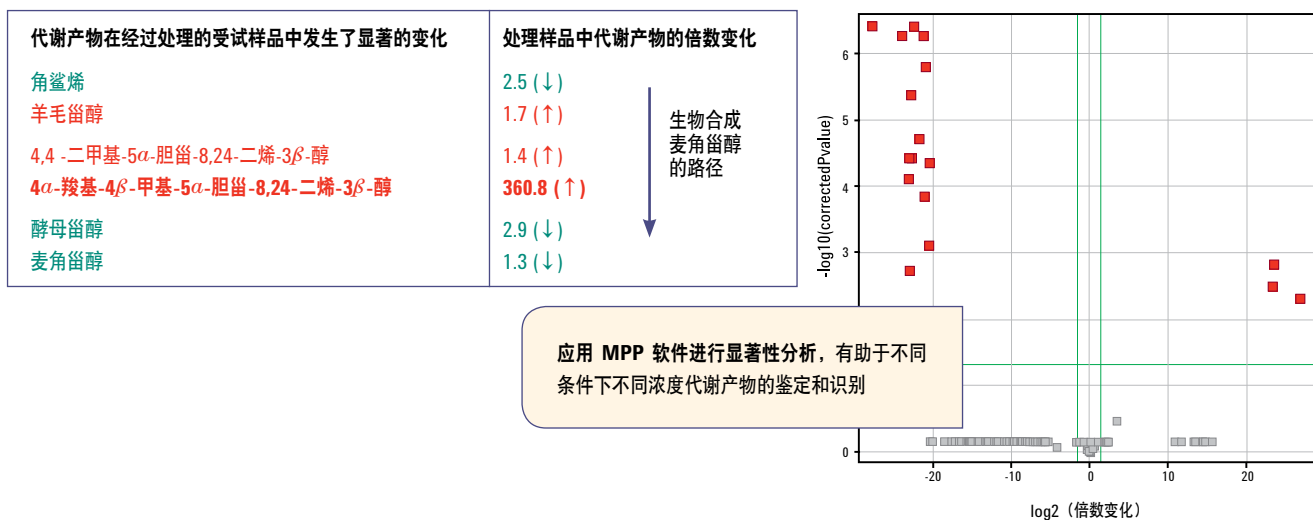 代谢产物在经过处理的受试样品中发生了显著的变化
处理样品中代谢产物的倍数变化
角鲨烯
2.5 (↓)
羊毛甾醇
1.7 (↑)
4,4 -二甲基-5α-胆甾-8,24-二烯-3β-醇
1.4 (↑)
4α-羧基-4β-甲基-5α-胆甾-8,24-二烯-3β-醇
360.8 (↑)
酵母甾醇
2.9 (↓)
麦角甾醇
1.3 (↓)
生物合成
麦角甾醇
的路径
应用 MPP 软件进行显著性分析，有助于不同
条件下不同浓度代谢产物的鉴定和识别
-log10(correctedPvalue)
6
5
4
3
0
-20
-10
0
10
20
log2（倍数变化）